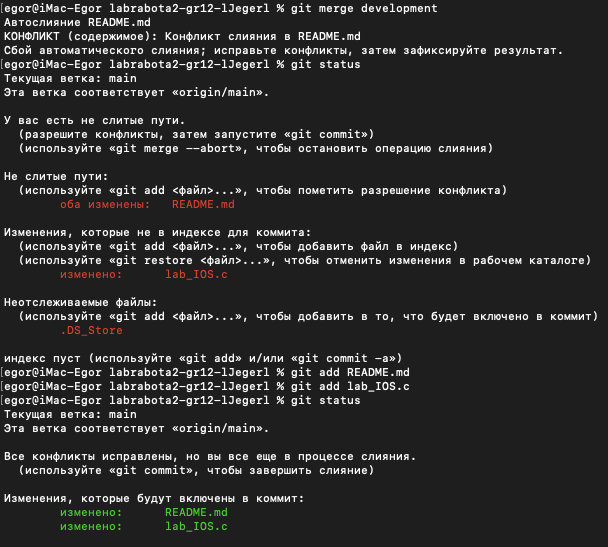 [egor@iMac-Egor labrabota2-gr12-lJegerl % git merge development
Автослияние README.md
КОНФЛИКТ (содержимое): Конфликт слияния в README.md
Сбой автоматического слияния; исправьте конфликты, затем зафиксируйте результат.
[egor@iMac-Egor labrabota2-gr12-lJegerl % git status
Текущая ветка: main
Эта ветка соответствует «origin/main».
У вас есть не слитые пути.
(разрешите конфликты, затем запустите «git commit»)
(используйте «git merge --abort», чтобы остановить операцию слияния)
Не слитые пути:
(используйте «git add <файл>...», чтобы пометить разрешение конфликта)
оба изменены: README.md
Изменения, которые не в индексе для коммита:
(используйте «git add <файл>...», чтобы добавить файл в индекс)
(используйте «git restore <файл>...», чтобы отменить изменения в рабочем каталоге)
изменено: lab_IOS.c
Неотслеживаемые файлы:
(используйте «git add <файл>...», чтобы добавить в то, что будет включено в коммит)
.DS_Store
индекс пуст (используйте «git add» и/или «git commit -a»)
[egor@iMac-Egor labrabota2-gr12-lJegerl % git add README.md
[egor@iMac-Egor labrabota2-gr12-lJegerl % git add lab_IOS.c
[egor@iMac-Egor labrabota2-gr12-lJegerl % git status
Текущая ветка: main
Эта ветка соответствует «origin/main».
Все конфликты исправлены, но вы все еще в процессе слияния.
(используйте «git commit», чтобы завершить слияние)
Изменения, которые будут включены в коммит:
изменено: README.md
изменено: lab_IOS.c